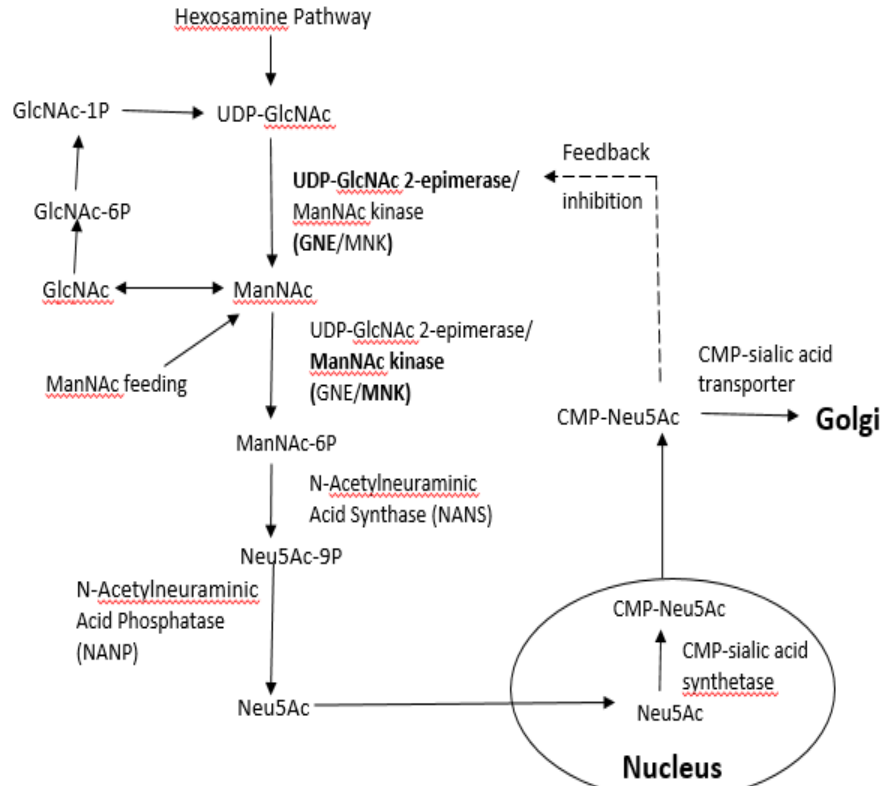 Hexosamine Pathway
GlcNAc-1P
UDP-GlcNAc
Feedback
inhibition
UDP-GlcNAc 2-epimerase/
ManNAc kinase
(GNE/MNK)
GlcNAc-6P
GlcNAc
ManNAc
UDP-GlcNAc 2-epimerase/
ManNAc kinase
(GNE/MNK)
ManNAc feeding
CMP-sialic acid
transporter
CMP-Neu5Ac
Golgi
ManNAc-6P
N-Acetylneuraminic
Acid Synthase (NANS)
Neu5Ac-9P
N-Acetylneuraminic
Acid Phosphatase
(NANP)
CMP-Neu5Ac
CMP-sialic acid
synthetase
Neu5Ac
Neu5Ac
Nucleus